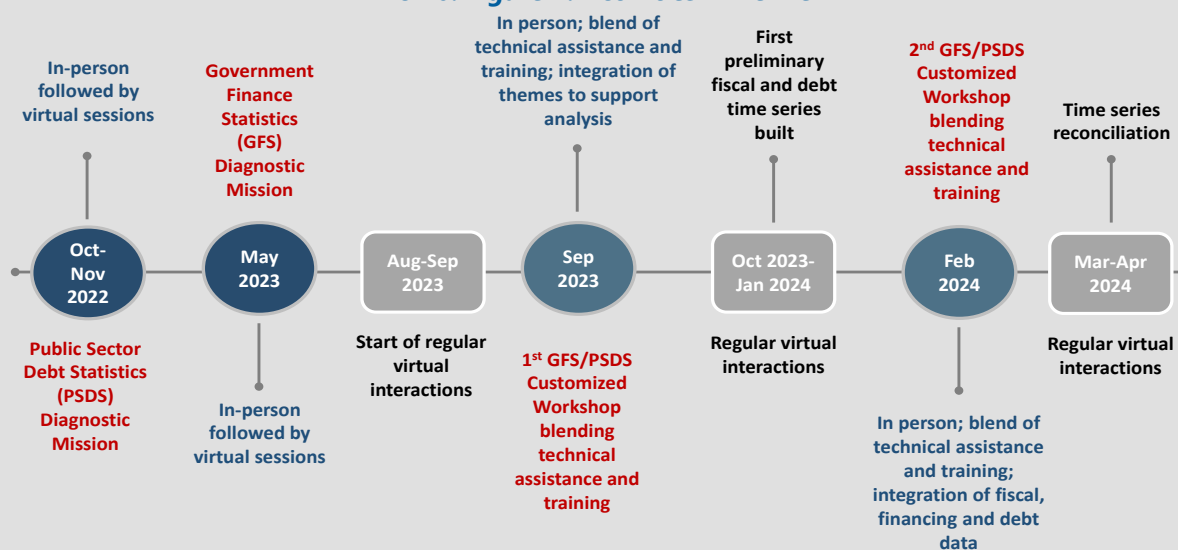 In-person
followed by
virtual sessions
Oct-
Nov
2022
Public Sector
Debt Statistics
(PSDS)
Diagnostic
Mission
Government
Finance
Statistics
(GFS)
Diagnostic
Mission
May
2023
In-person
followed by
virtual sessions
Aug-Sep
2023
Start of regular
virtual
interactions
In person; blend of
technical assistance and
training; integration of
themes to support
analysis
Sep
2023
1st GFS/PSDS
Customized
Workshop
blending
technical
assistance and
training
First
preliminary
fiscal and debt
time series
built
Oct 2023-
Jan 2024
Regular virtual
interactions
2nd GFS/PSDS
Customized
Workshop
blending
technical
assistance and
training
Feb
2024
In person; blend of
technical assistance
and training;
integration of fiscal,
financing and debt
data
Time series
reconciliation
Mar-Apr
2024
Regular virtual
interactions